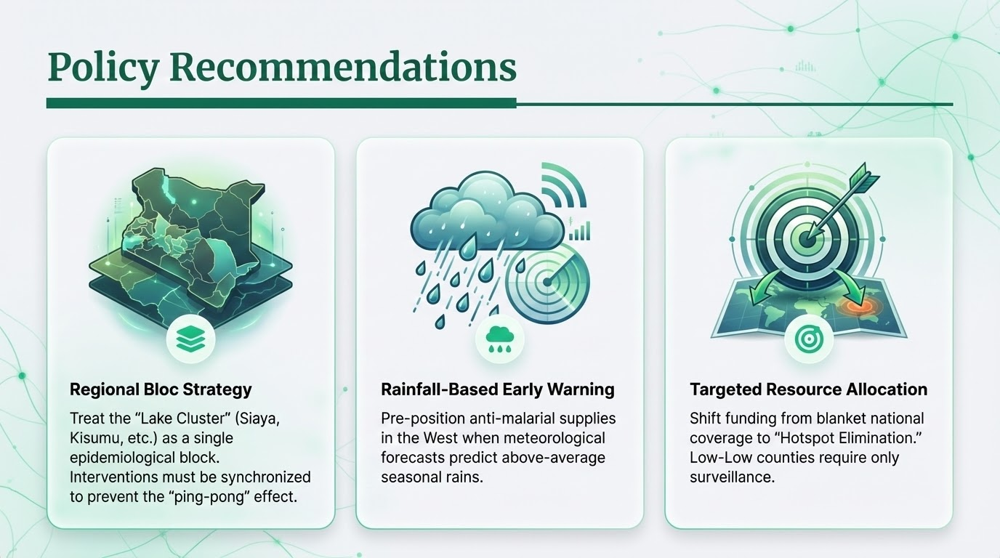 Policy Recommendations
Regional Bloc Strategy
Treat the “Lake Cluster” (Siaya,
Kisumu, etc.) as a single
epidemiological block.
Interventions must be synchronized
to prevent the “ping-pong” effect.
Rainfall-Based Early Warning
Pre-position anti-malarial supplies
in the West when meteorological
forecasts predict above-average
seasonal rains.
Targeted Resource Allocation
Shift funding from blanket national
coverage to “Hotspot Elimination.”
Low-Low counties require only
surveillance.